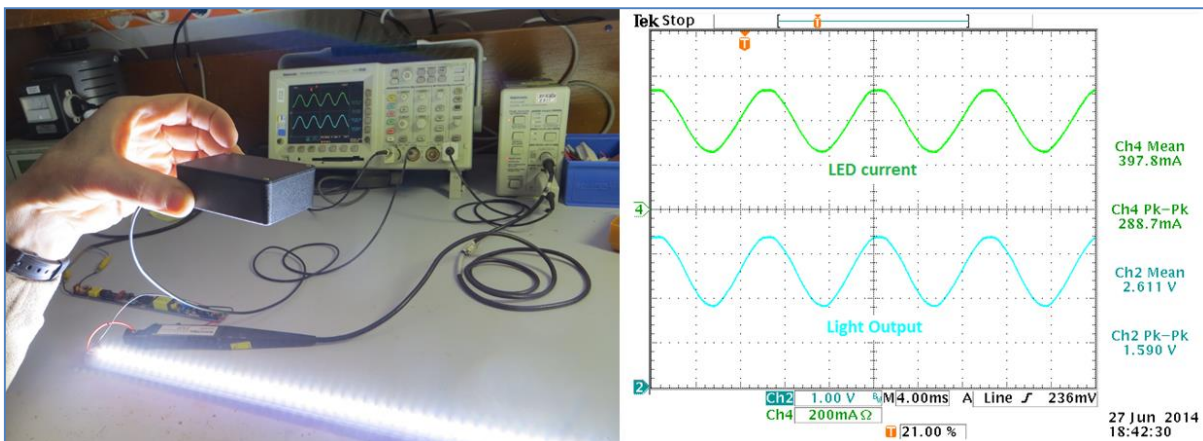 Tek Stop
T
T
LED current
4
Light Output
2
Ch4 Mean
397.8mA
Ch4 Pk-Pk
288.7mA
Ch2 Mean
2.611 V
Ch2 Pk-Pk
1.590 V
Ch2 1.00 V BW M 4.00ms A Line ʃ 236mV
Ch4 200mAΩ
T 21.00 %
27 Jun 2014
18:42:30